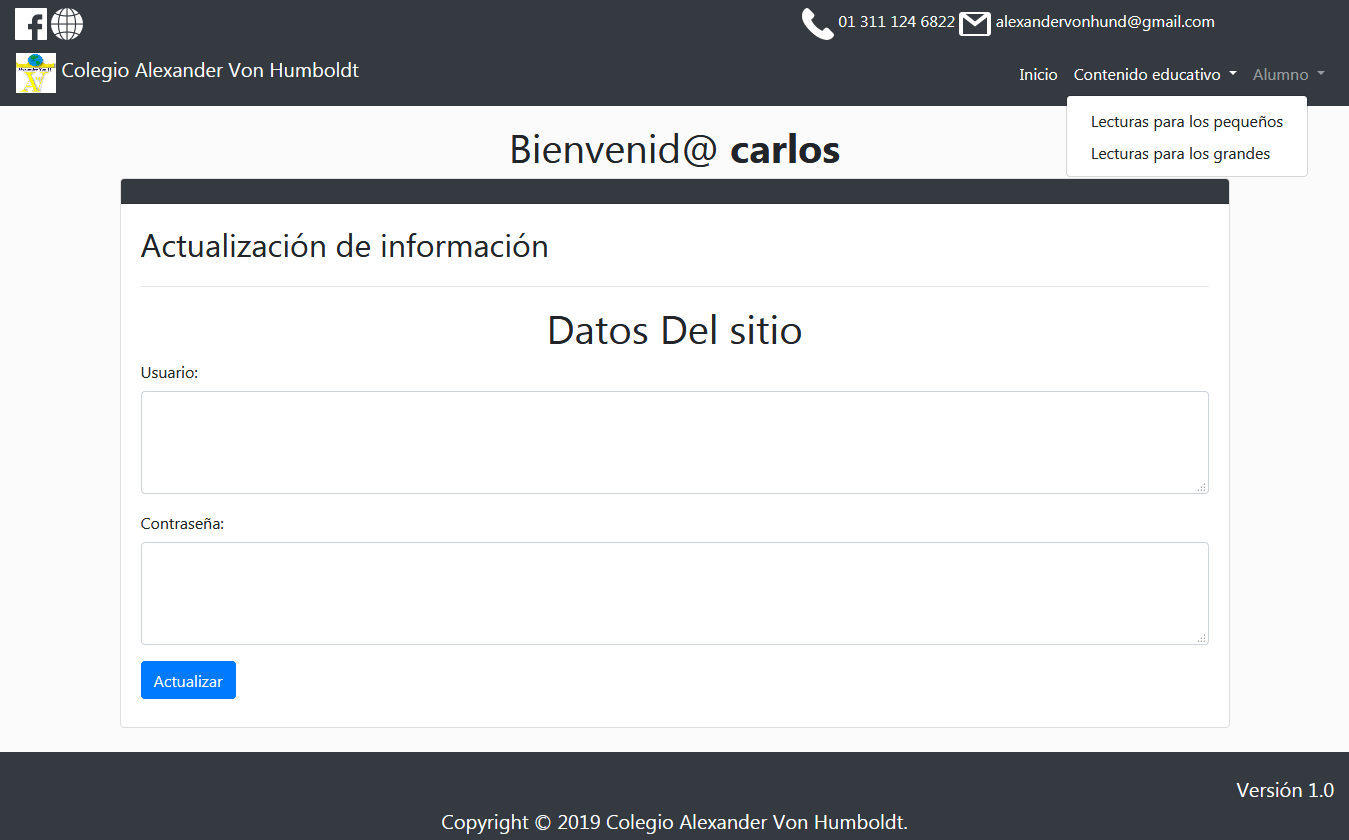 01 311 124 6822 alexandervonhund@gmail.com
Colegio Alexander Von Humboldt
Inicio Contenido educativo Alumno
Lecturas para los pequeños
Lecturas para los grandes
Bienvenid@ carlos
Actualización de información
Datos Del sitio
Usuario:
Contraseña:
Actualizar
Versión 1.0
Copyright © 2019 Colegio Alexander Von Humboldt.